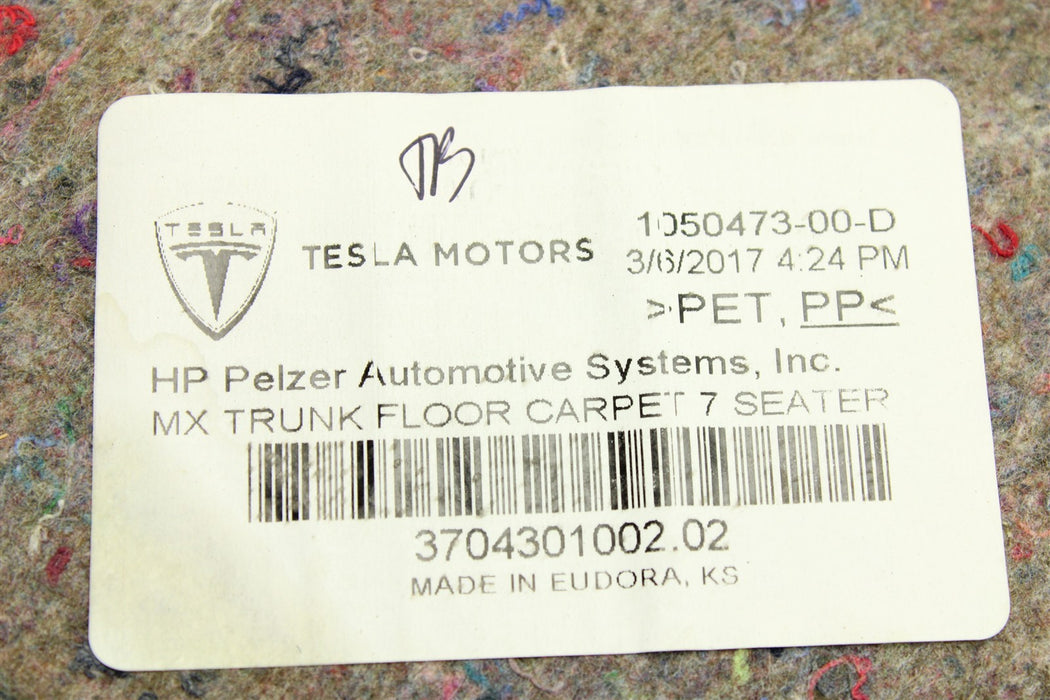 TESLA
TESLA MOTORS
1050473-00-D
3/6/2017 4:24 PM
>PET, PP<
HP Pelzer Automotive Systems, Inc.
MX TRUNK FLOOR CARPET 7 SEATER
3704301002.02
MADE IN EUDORA, KS